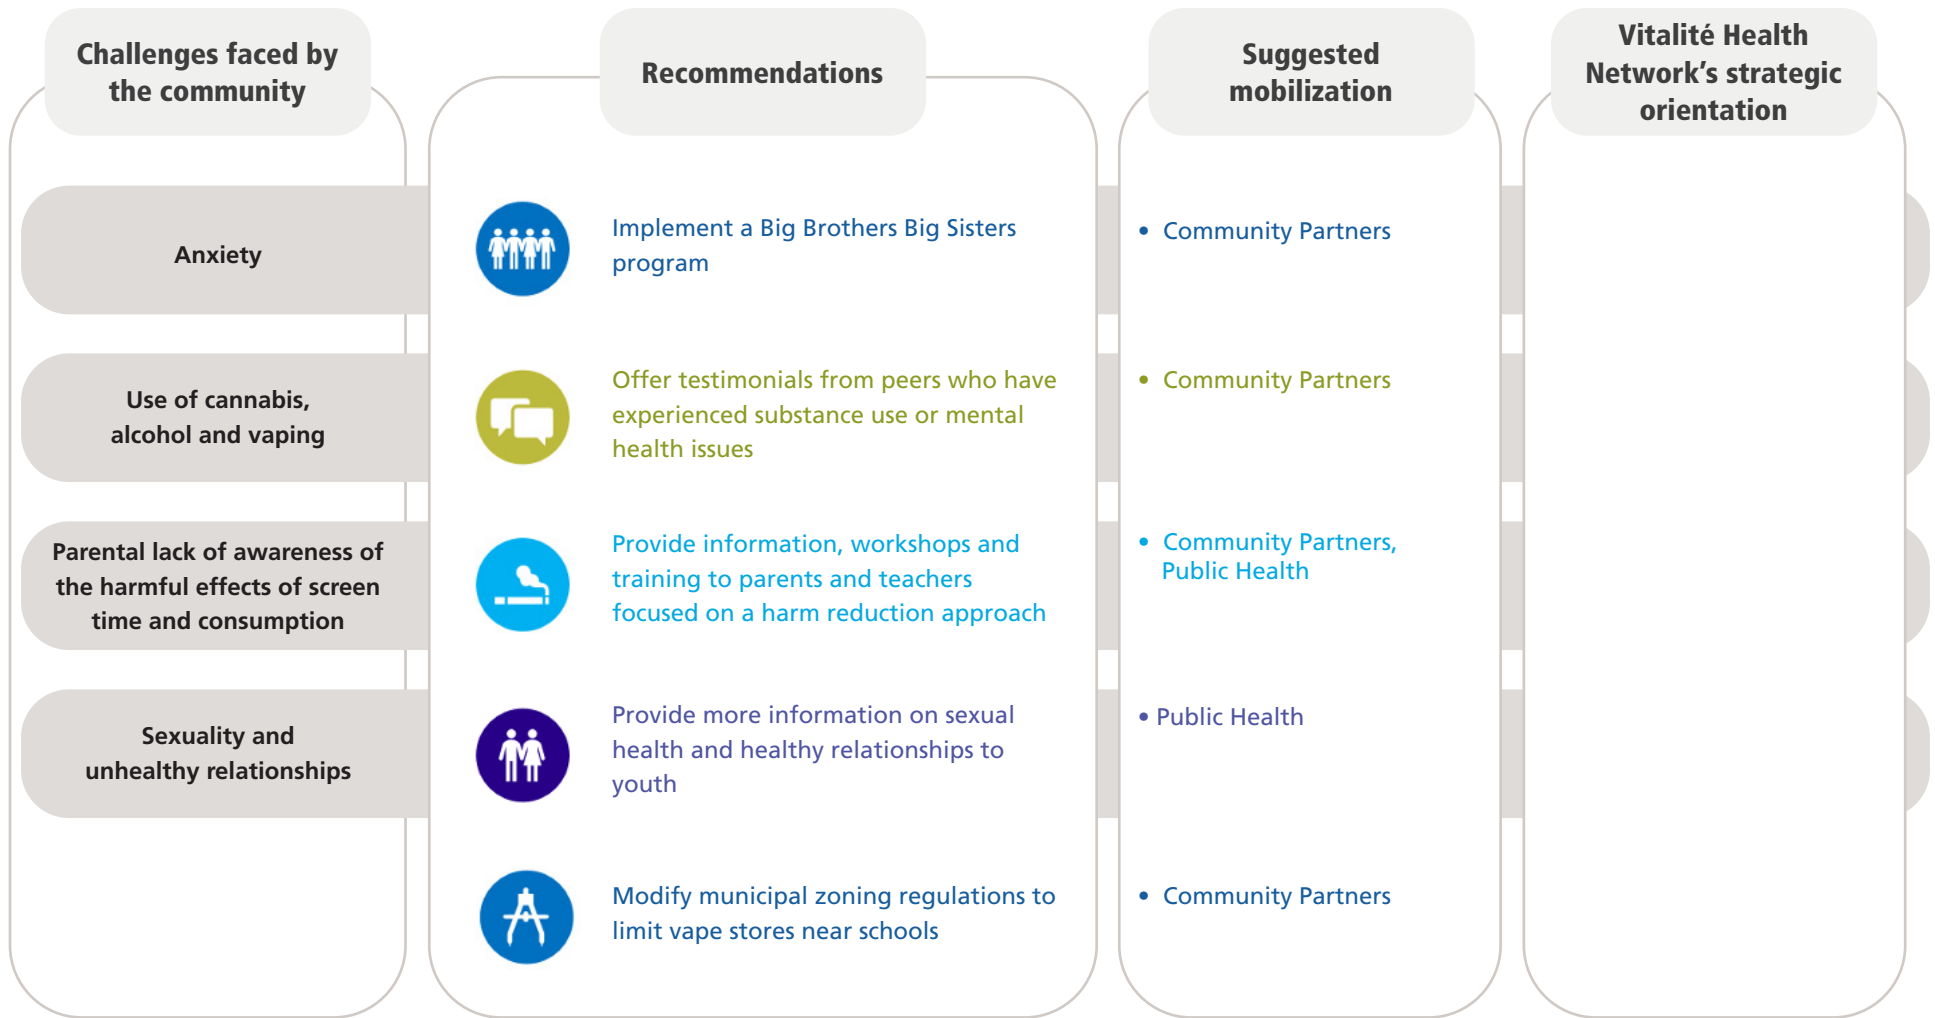 Challenges faced by
the community
Recommendations
Suggested
mobilization
Vitalité Health
Network's strategic
orientation
Anxiety
Implement a Big Brothers Big Sisters
program
• Community Partners
Use of cannabis,
alcohol and vaping
Offer testimonials from peers who have
experienced substance use or mental
health issues
• Community Partners
Parental lack of awareness of
the harmful effects of screen
time and consumption
Provide information, workshops and
training to parents and teachers
focused on a harm reduction approach
• Community Partners,
Public Health
Sexuality and
unhealthy relationships
Provide more information on sexual
health and healthy relationships to
youth
• Public Health
Modify municipal zoning regulations to
limit vape stores near schools
• Community Partners